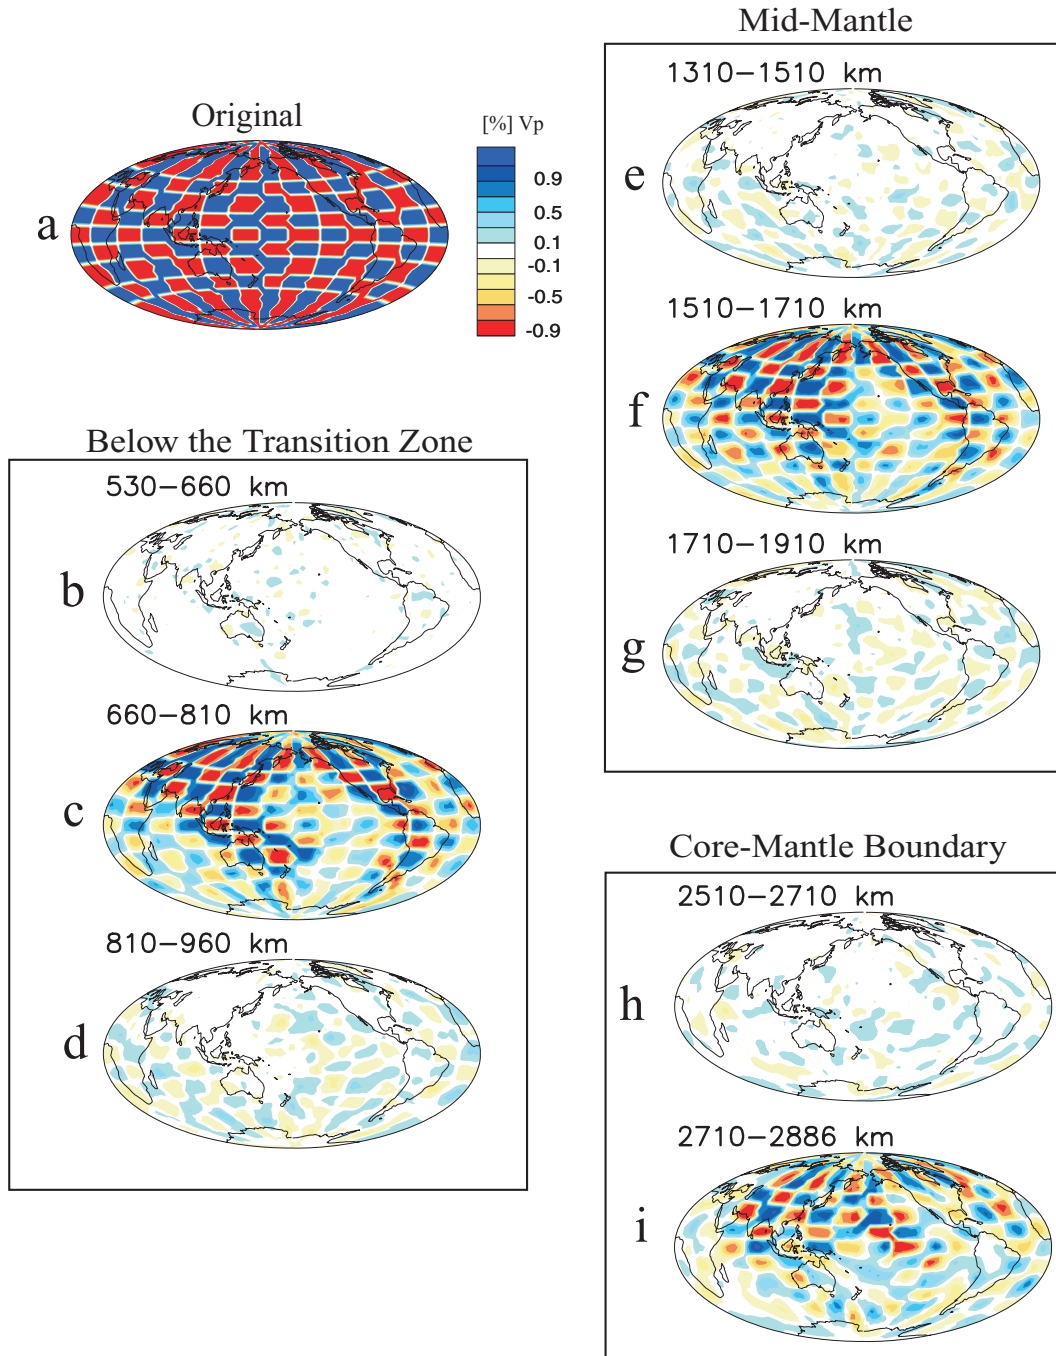 Mid-Mantle
1310-1510 km
Original
[%] Vp
0.9
0.5
0.1
-0.1
-0.5
-0.9
a
e
1510-1710 km
f
Below the Transition Zone
530-660 km
b
1710-1910 km
g
660-810 km
c
Core-Mantle Boundary
2510-2710 km
810-960 km
d
h
2710-2886 km
i